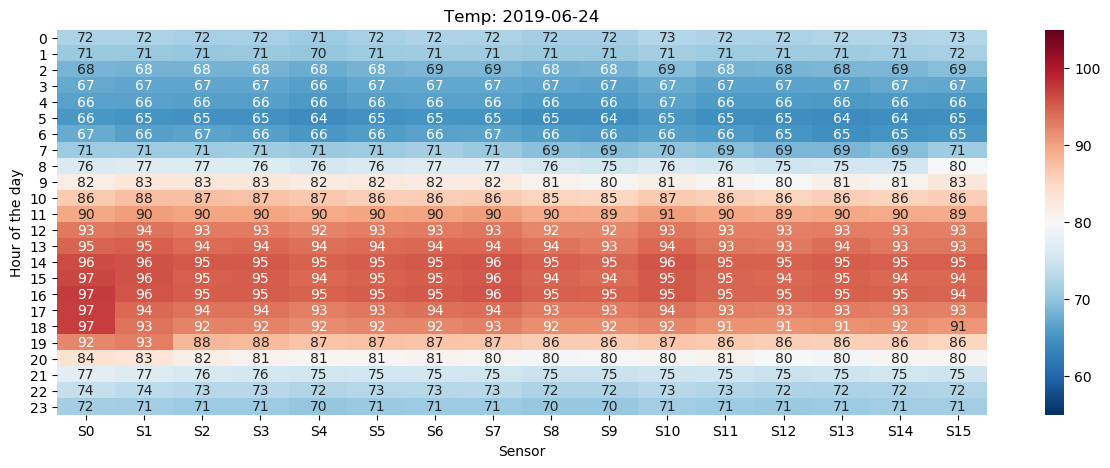 Temp: 2019-06-24
0 72 72 72 72 71 72 72 72 72 72 73 72 72 72 73 73
1 71 71 71 71 70 71 71 71 71 71 71 71 71 71 71 72
100
2 68 68 68 68 68 68 69 69 68 68 69 68 68 68 69 69
3 67 67 67 67 66 67 67 67 67 67 67 67 67 67 67 67
4 66 66 66 66 66 66 66 66 66 66 67 66 66 66 66 66
5 66 65 65 65 64 65 65 65 65 64 65 65 65 64 64 65
6 67 66 67 66 66 66 66 67 66 66 66 66 65 65 65 65
90
7 71 71 71 71 71 71 71 71 69 69 70 69 69 69 69 71
8 76 77 77 76 76 76 77 77 76 75 76 76 75 75 75 80
9 82 83 83 83 82 82 82 82 81 80 81 81 80 81 81 83
10 86 88 87 87 87 86 86 86 85 85 87 86 86 86 86 86
11 90 90 90 90 90 90 90 90 90 89 91 90 89 90 90 89
80
12 93 94 93 93 92 93 93 93 92 92 93 93 93 93 93 93
13 95 95 94 94 94 94 94 94 94 93 94 93 93 94 93 93
14 96 96 95 95 95 95 95 96 95 95 96 95 95 95 95 95
15 97 96 95 95 94 95 95 95 94 94 95 94 94 95 94 94
16 97 96 95 95 95 95 95 96 95 95 95 95 95 95 95 94
70
17 97 94 94 94 93 93 94 94 93 93 94 93 93 93 93 93
18 97 93 92 92 92 92 92 93 92 92 92 91 91 91 92 91
19 92 93 88 88 87 87 87 87 86 86 87 86 86 86 86 86
20 84 83 82 81 81 81 81 80 80 80 80 81 80 80 80 80
21 77 77 76 76 75 75 75 75 75 75 75 75 75 75 75 75
60
22 74 74 73 73 72 73 73 73 72 72 73 73 72 72 72 72
23 72 71 71 71 70 71 71 71 70 70 71 71 71 71 71 71
Hour of the day
S0 S1 S2 S3 S4 S5 S6 S7 S8 S9 S10 S11 S12 S13 S14 S15
Sensor